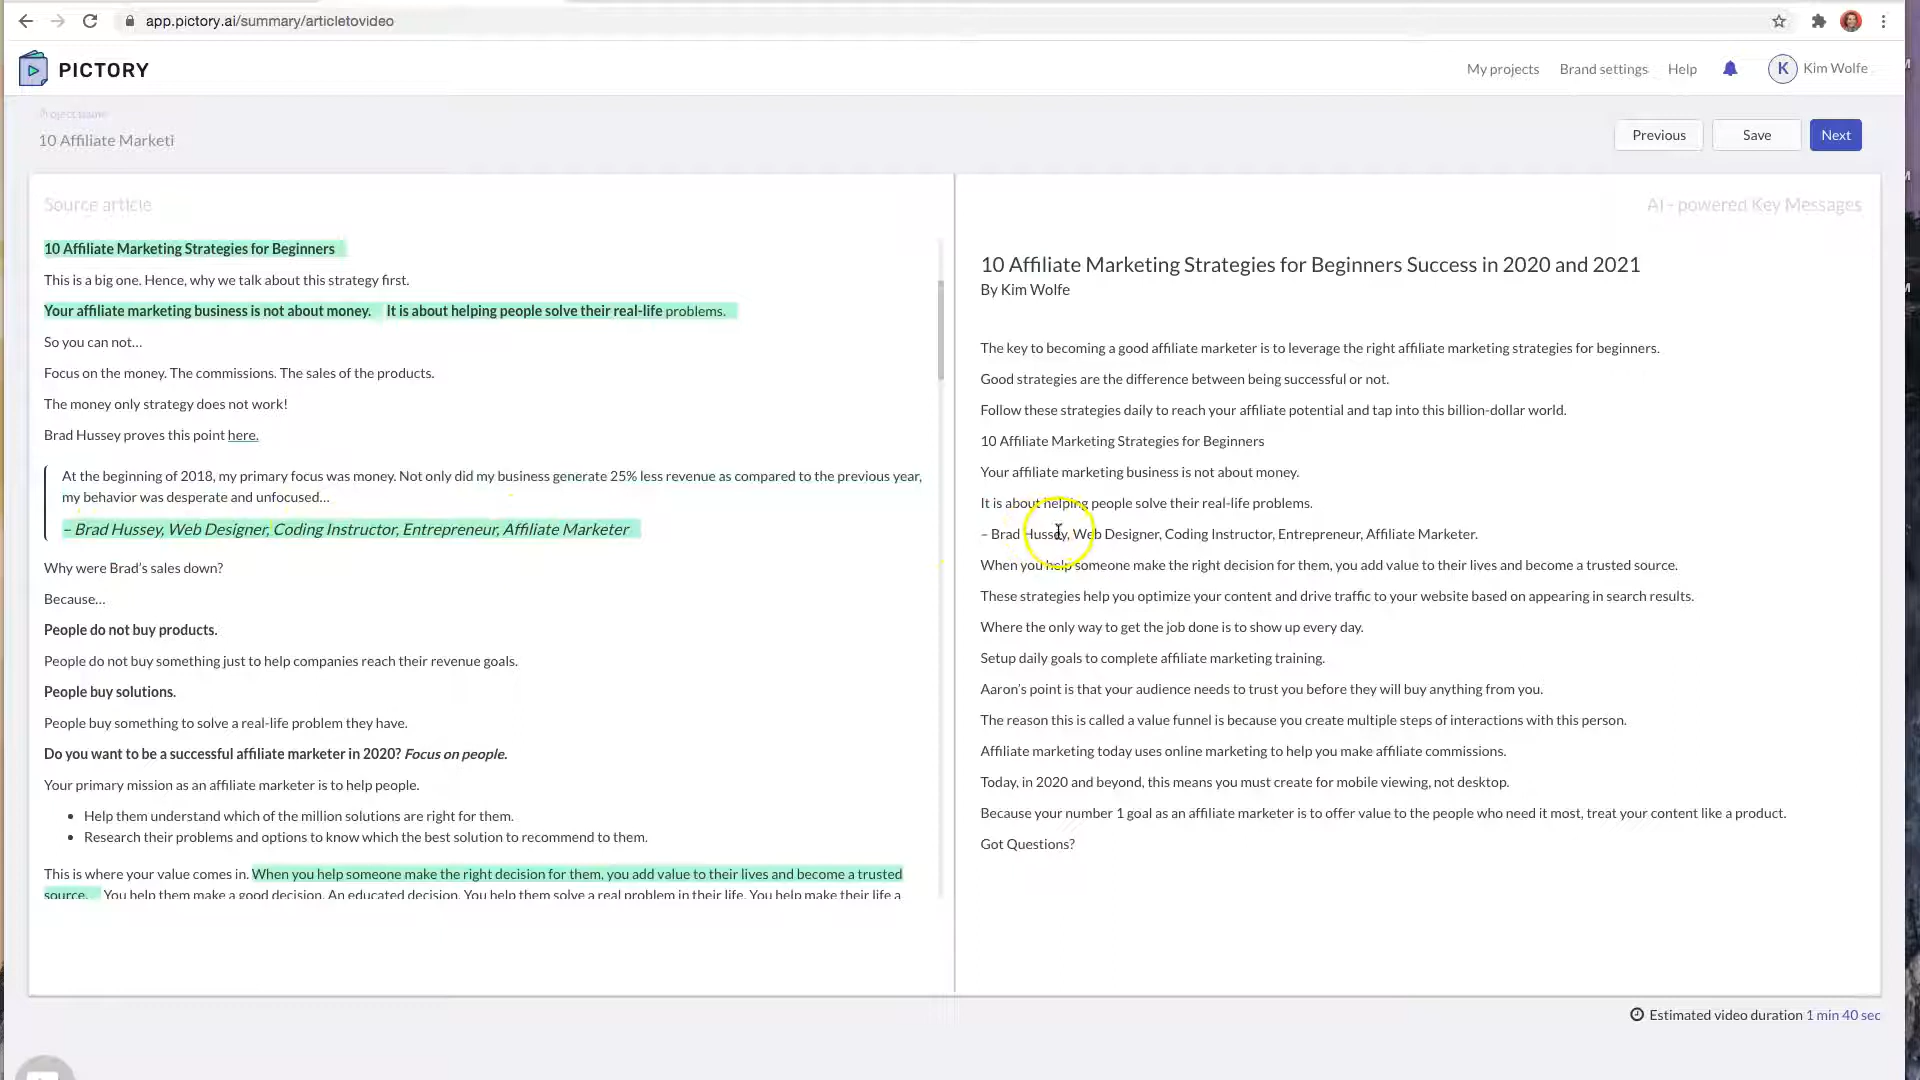 app.pictory.ai/summary/articletovideo
PICTORY
My projects
Brand settings
Help
K
Kim Wolfe
Project Name
10 Affiliate Marketi
Previous
Save
Next
Source article
10 Affiliate Marketing Strategies for Beginners
This is a big one. Hence, why we talk about this strategy first.
Your affiliate marketing business is not about money. It is about helping people solve their real-life problems.
So you can not…
Focus on the money. The commissions. The sales of the products.
The money only strategy does not work!
Brad Hussey proves this point here.
At the beginning of 2018, my primary focus was money. Not only did my business generate 25% less revenue as compared to the previous year,
my behavior was desperate and unfocused…
– Brad Hussey, Web Designer, Coding Instructor, Entrepreneur, Affiliate Marketer
Why were Brad's sales down?
Because…
People do not buy products.
People do not buy something just to help companies reach their revenue goals.
People buy solutions.
People buy something to solve a real-life problem they have.
Do you want to be a successful affiliate marketer in 2020? Focus on people.
Your primary mission as an affiliate marketer is to help people.
• Help them understand which of the million solutions are right for them.
• Research their problems and options to know which the best solution to recommend to them.
This is where your value comes in. When you help someone make the right decision for them, you add value to their lives and become a trusted
source. You help them make a good decision. An educated decision. You help them solve a real problem in their life. You help make their life a
AI - powered Key Messages
10 Affiliate Marketing Strategies for Beginners Success in 2020 and 2021
By Kim Wolfe
The key to becoming a good affiliate marketer is to leverage the right affiliate marketing strategies for beginners.
Good strategies are the difference between being successful or not.
Follow these strategies daily to reach your affiliate potential and tap into this billion-dollar world.
10 Affiliate Marketing Strategies for Beginners
Your affiliate marketing business is not about money.
It is about helping people solve their real-life problems.
– Brad Hussey, Web Designer, Coding Instructor, Entrepreneur, Affiliate Marketer.
When you help someone make the right decision for them, you add value to their lives and become a trusted source.
These strategies help you optimize your content and drive traffic to your website based on appearing in search results.
Where the only way to get the job done is to show up every day.
Setup daily goals to complete affiliate marketing training.
Aaron's point is that your audience needs to trust you before they will buy anything from you.
The reason this is called a value funnel is because you create multiple steps of interactions with this person.
Affiliate marketing today uses online marketing to help you make affiliate commissions.
Today, in 2020 and beyond, this means you must create for mobile viewing, not desktop.
Because your number 1 goal as an affiliate marketer is to offer value to the people who need it most, treat your content like a product.
Got Questions?
Estimated video duration 1 min 40 sec